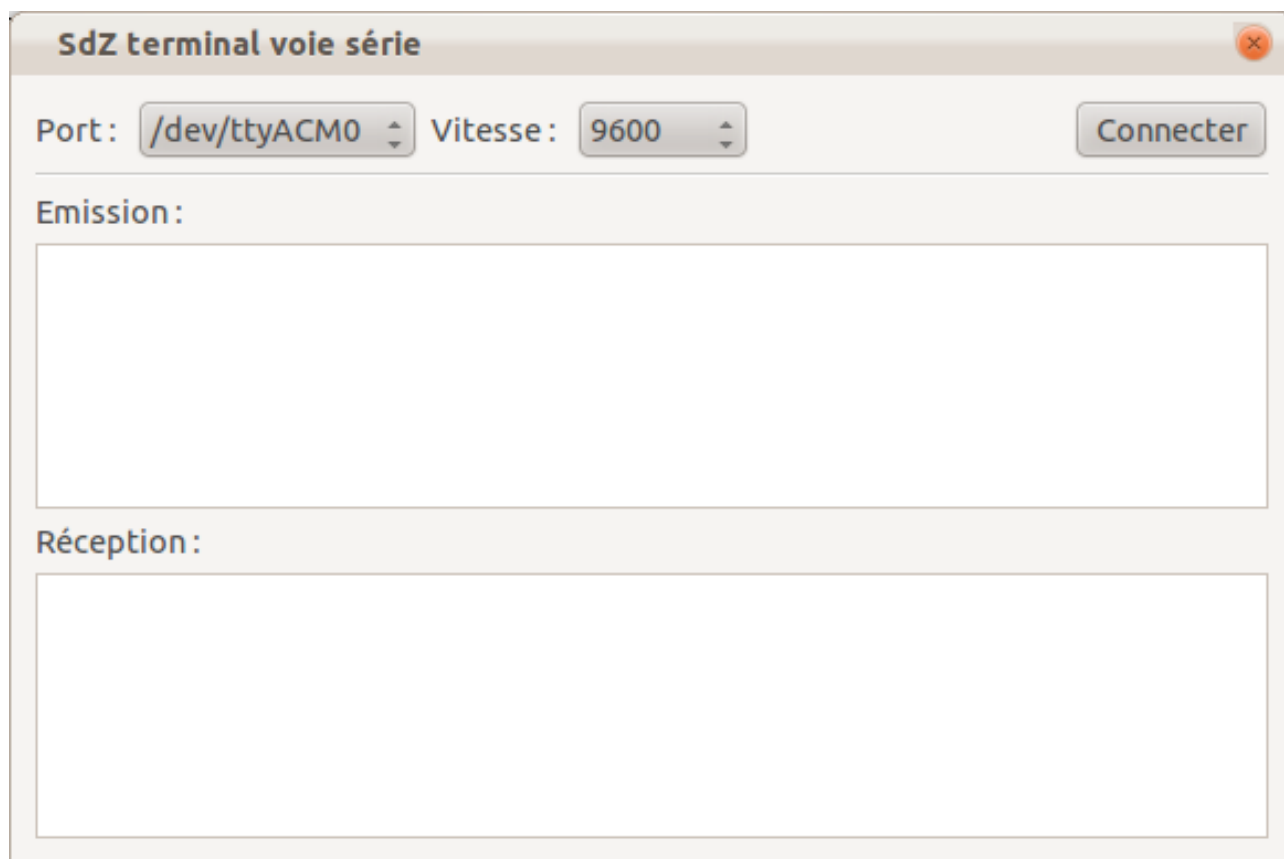 SdZ terminal voie série
Port : /dev/ttyACM0 Vitesse : 9600 Connecter
Emission :
Réception :